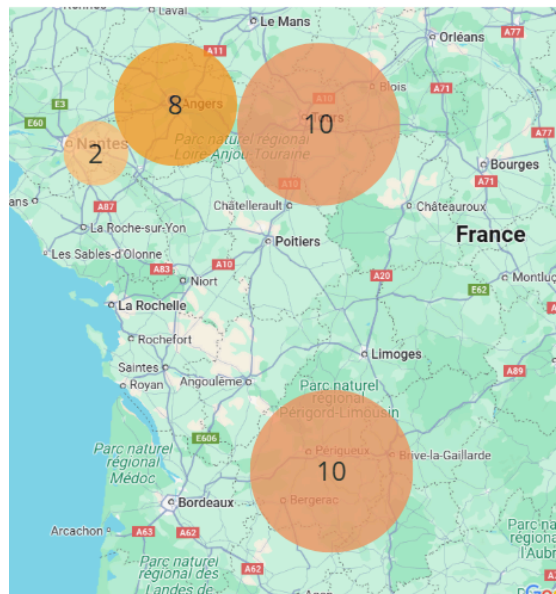 Laval
Le Mans
Orléans
A77
A11
Blois
A71
8
Angers
A10
Tours
10
E3
E60
Nantes
2
Parc naturel régional
Loire-Anjou-Touraine
A77
Bourges
A71
A10
Châtellerault
Châteauroux
A87
La Roche-sur-Yon
Poitiers
France
Les Sables-d'Olonne
A83
A10
Niort
A20
E62
Montluç
La Rochelle
Rochefort
Limoges
Saintes
Royan
Angoulême
A89
Parc naturel
régional
Périgord-Limousin
E606
Parc naturel
régional
Médoc
Périgueux
Brive-la-Gaillarde
10
Bergerac
Bordeaux
Arcachon
A63
A62
Parc na
régional
l'Aubr
Parc naturel
régional des
Landes de
A62